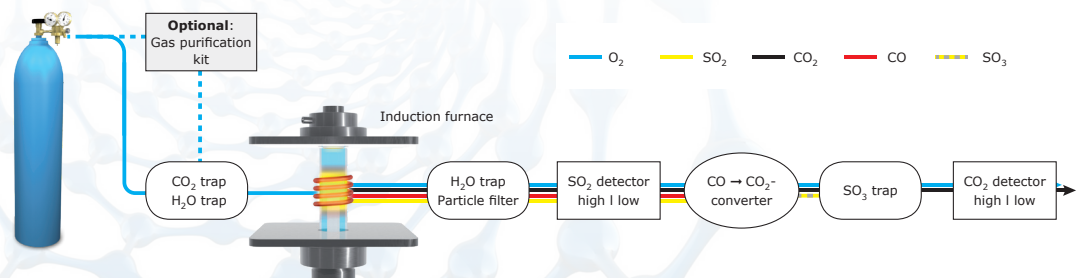 Optional:
Gas purification
kit
O₂
SO₂
CO₂
CO
SO₃
Induction furnace
CO₂ trap
H₂O trap
H₂O trap
Particle filter
SO₂ detector
high l low
CO → CO₂-
converter
SO₃ trap
CO₂ detector
high l low